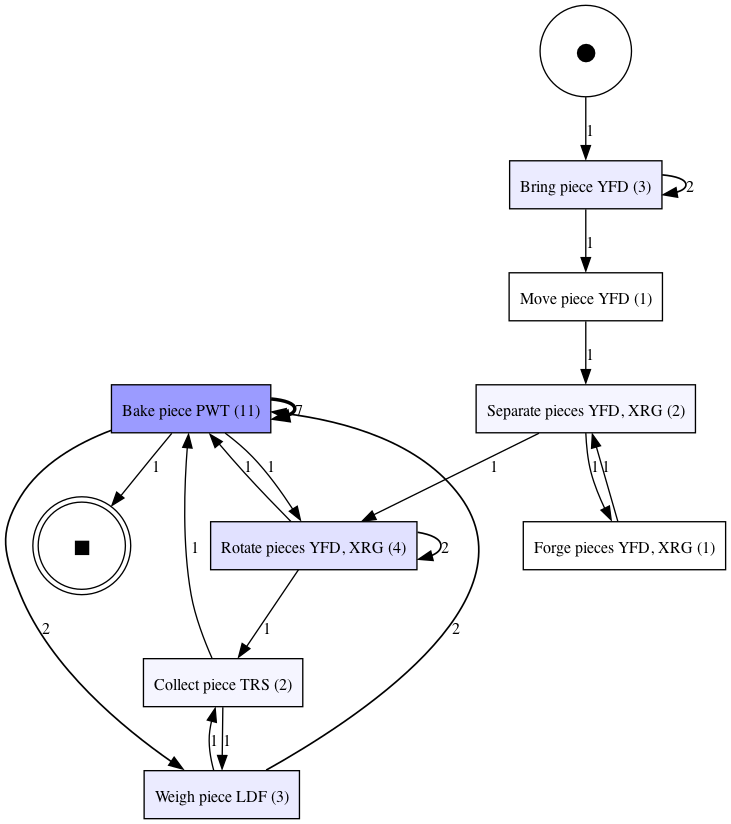 1
Bring piece YFD (3)
2
1
Move piece YFD (1)
1
Bake piece PWT (11)
7
Separate pieces YFD, XRG (2)
1
1
1
1
1
1
Rotate pieces YFD, XRG (4)
2
Forge pieces YFD, XRG (1)
1
2
1
2
Collect piece TRS (2)
1
1
Weigh piece LDF (3)